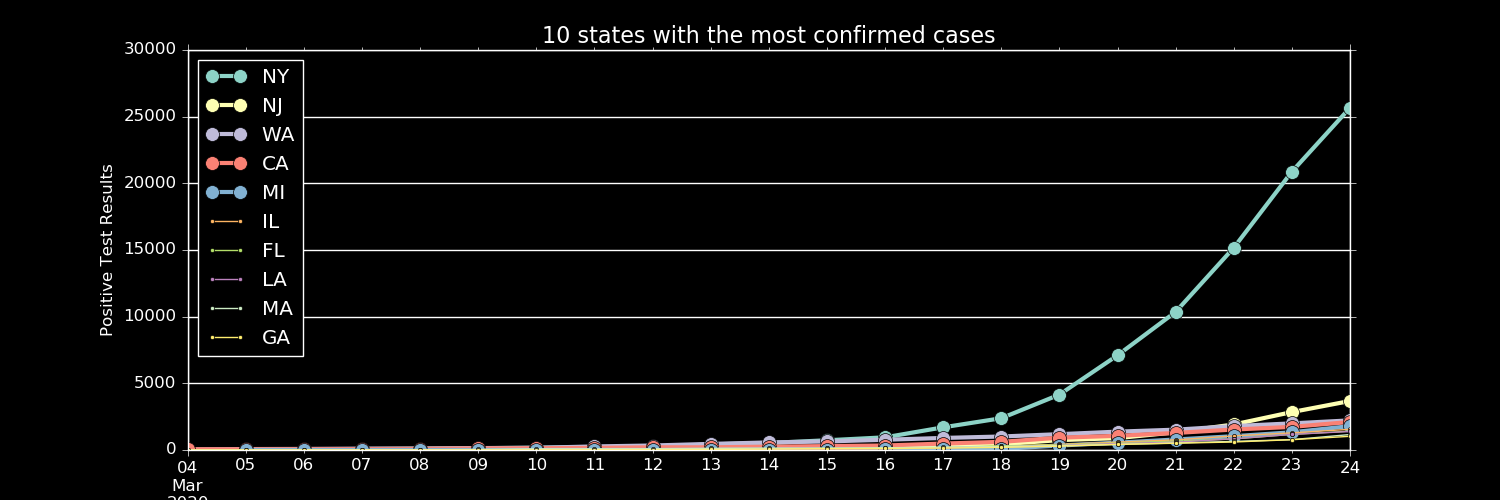 10 states with the most confirmed cases
30000
25000
20000
15000
10000
5000
0
Positive Test Results
NY
NJ
WA
CA
MI
IL
FL
LA
MA
GA
04 05 06 07 08 09 10 11 12 13 14 15 16 17 18 19 20 21 22 23 24
Mar
2020